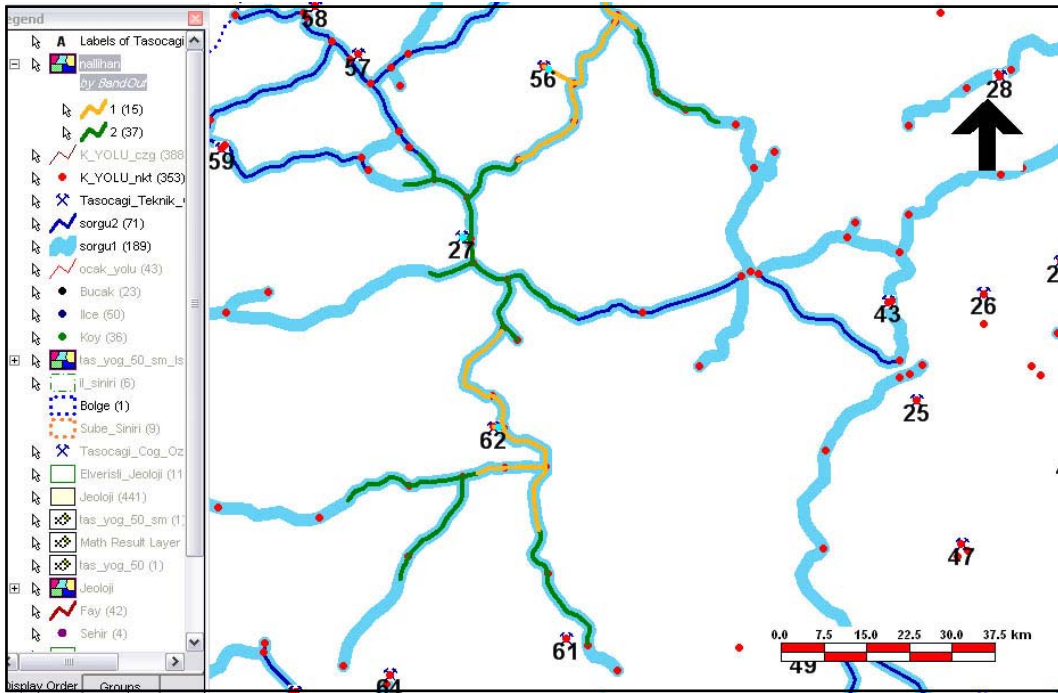 egend
A Labels of Tasocagi
nallihan
by BandOut
1 (15)
2 (37)
K_YOLU_czg (388
K_YOLU_nkt (353)
Tasocagi_Teknik_
sorgu2 (71)
sorgu1 (189)
ocak_yolu (43)
Bucak (23)
Ilce (50)
Koy (36)
tas_yog_50_sm_Is
il_siniri (6)
Bolge (1)
Sube_Siniri (9)
Tasocagi_Cog_Oz
Elverisli_Jeoloji (11
Jeoloji (441)
tas_yog_50_sm (1)
Math Result Layer
tas_yog_50 (1)
Jeoloji
Fay (42)
Sehir (4)
Display Order Groups
58
57
56
28
59
27
43
26
2
25
62
47
61
64
49
0.0 7.5 15.0 22.5 30.0 37.5 km